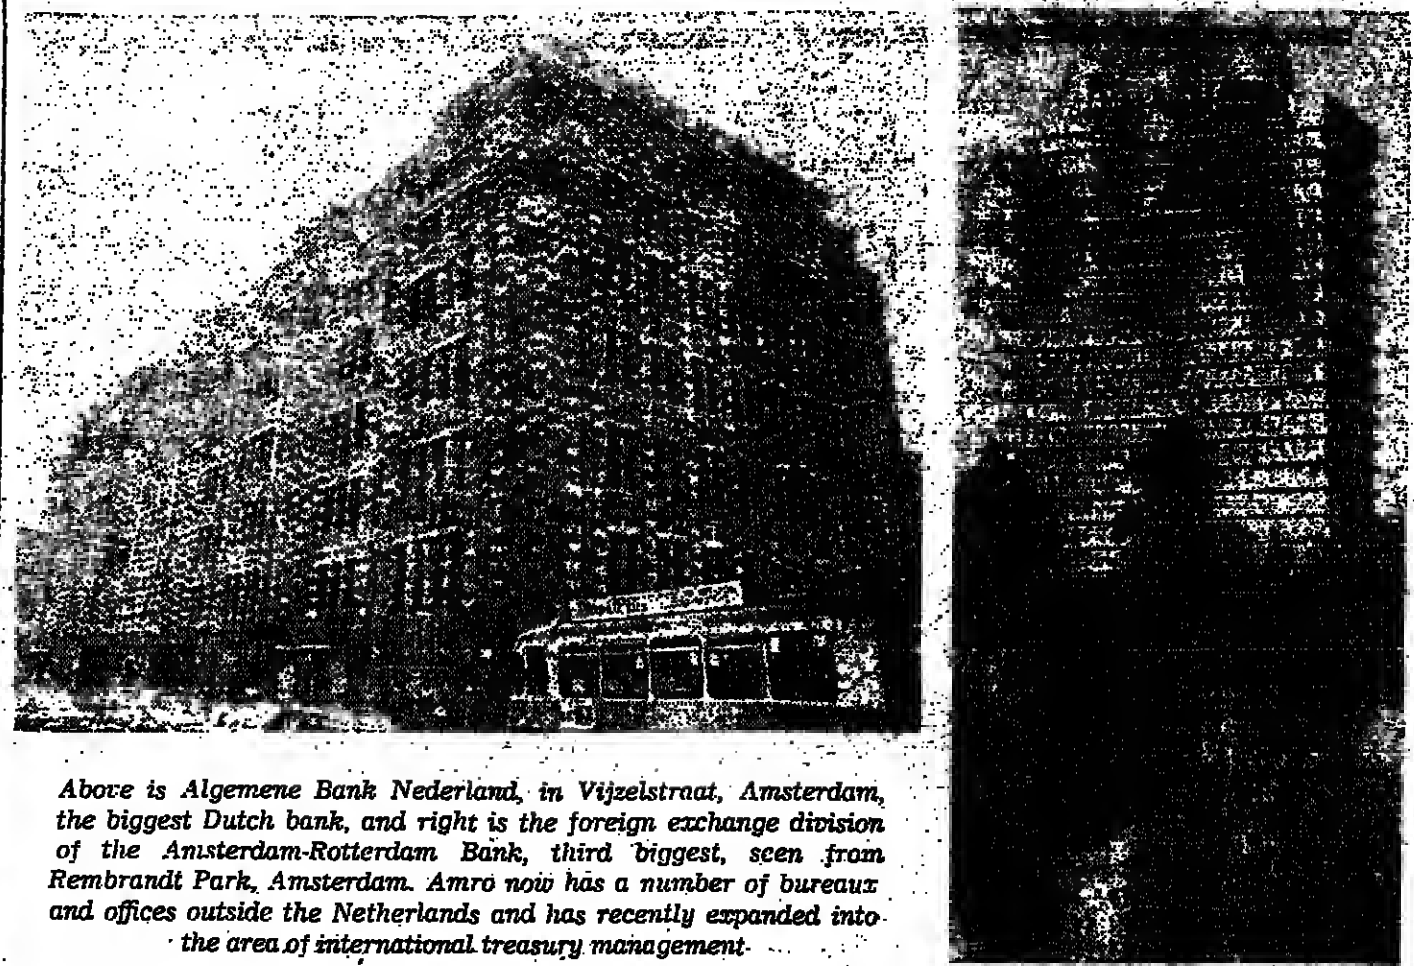 Above is Algemene Bank Nederland, in Vijzelstraat, Amsterdam,
the biggest Dutch bank, and right is the foreign exchange division
of the Amsterdam-Rotterdam Bank, third biggest, seen from
Rembrandt Park, Amsterdam. Amro now has a number of bureaux
and offices outside the Netherlands and has recently expanded into
the area of international treasury management